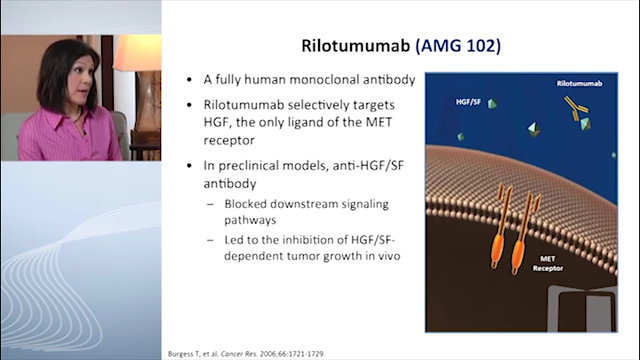 Rilotumumab (AMG 102)
• A fully human monoclonal antibody
• Rilotumumab selectively targets
HGF, the only ligand of the MET
receptor
• In preclinical models, anti-HGF/SF
antibody
– Blocked downstream signaling
pathways
– Led to the inhibition of HGF/SF-
dependent tumor growth in vivo
Rilotumumab
HGF/SF
MET
Receptor
Burgess T, et al. Cancer Res. 2006;66:1721-1729.